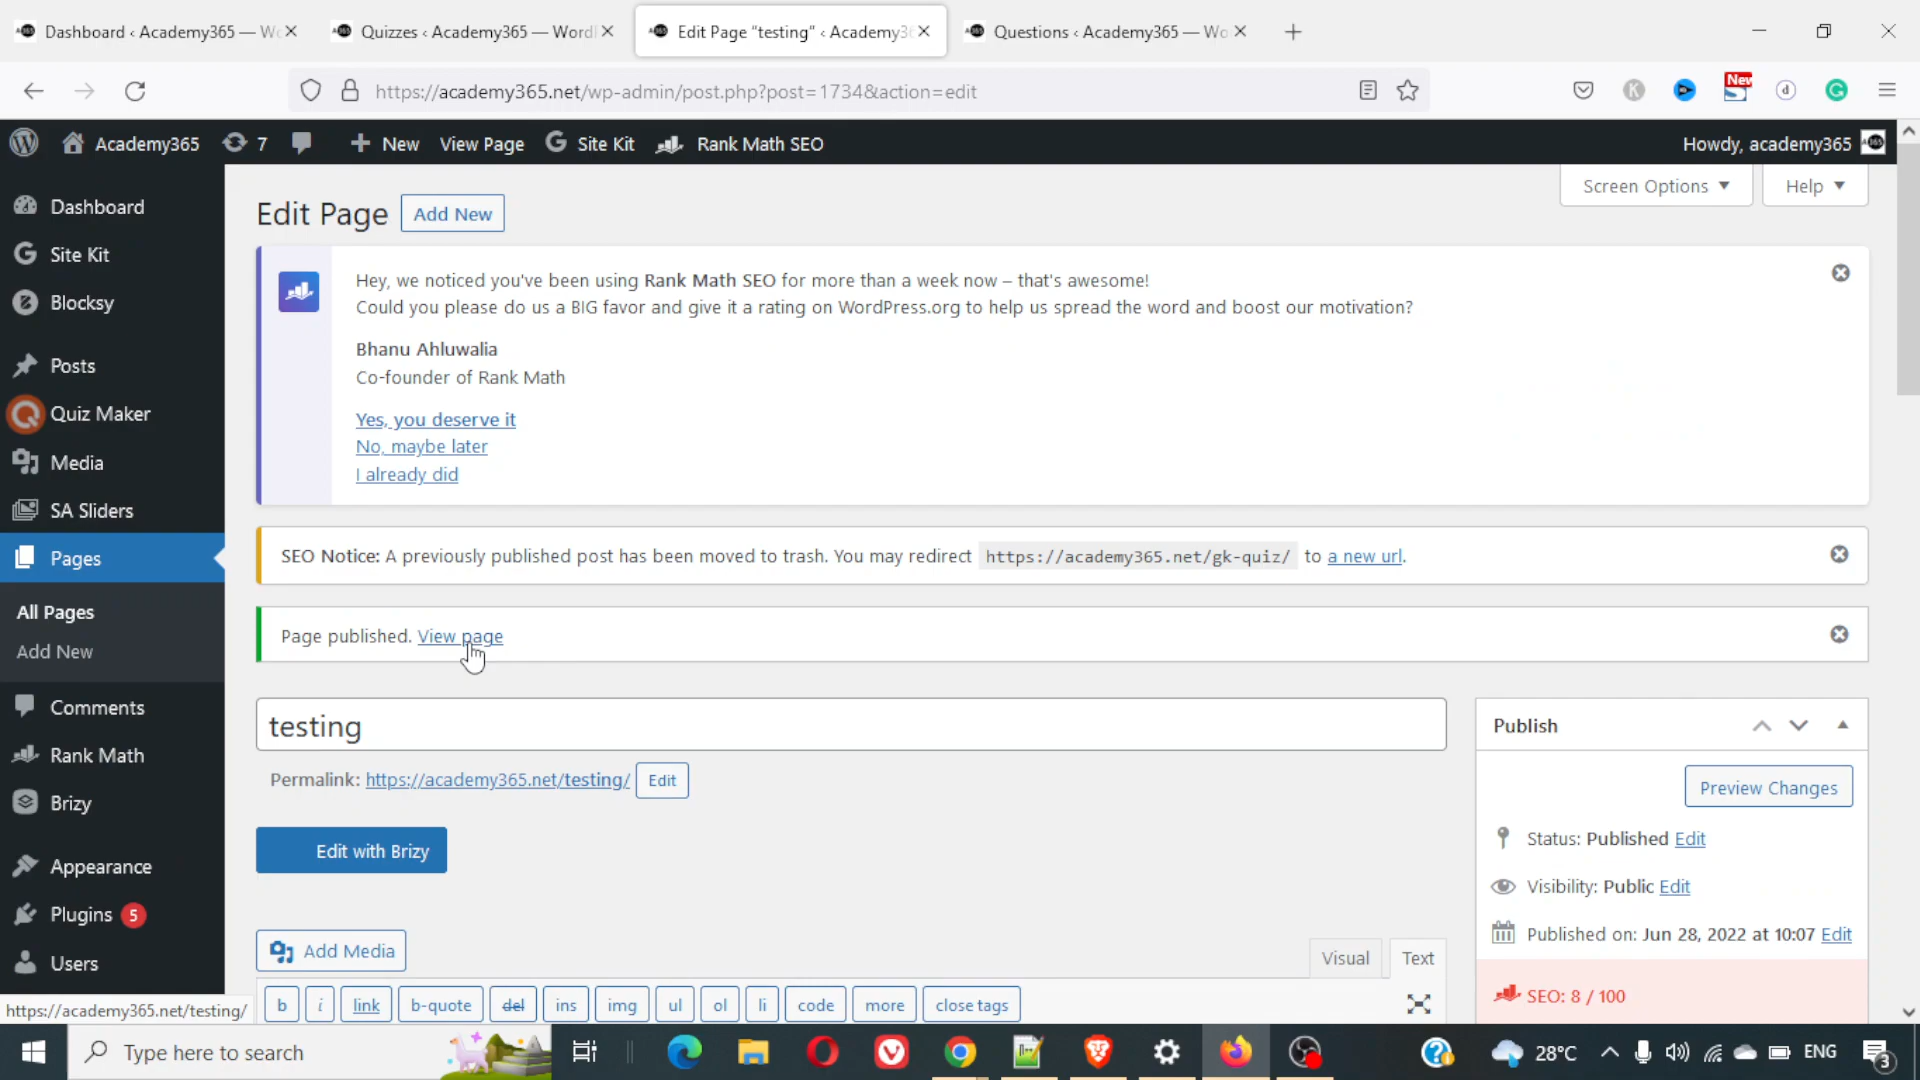 Dashboard ‹ Academy365 — Wo
Quizzes ‹ Academy365 — Word
Edit Page “testing” ‹ Academy3
Questions ‹ Academy365 — Wo
https://academy365.net/wp-admin/post.php?post=1734&action=edit
New
Academy365
7
New
View Page
Site Kit
Rank Math SEO
Howdy, academy365
Dashboard
Site Kit
Blocksy
Posts
Quiz Maker
Media
SA Sliders
Pages
All Pages
Add New
Comments
Rank Math
Brizy
Appearance
Plugins 5
Users
Screen Options
Help
Edit Page
Add New
Hey, we noticed you've been using Rank Math SEO for more than a week now – that's awesome!
Could you please do us a BIG favor and give it a rating on WordPress.org to help us spread the word and boost our motivation?
Bhanu Ahluwalia
Co-founder of Rank Math
Yes, you deserve it
No, maybe later
I already did
SEO Notice: A previously published post has been moved to trash. You may redirect https://academy365.net/gk-quiz/ to a new url.
Page published. View page
testing
Permalink: https://academy365.net/testing/ Edit
Edit with Brizy
Add Media
Visual
Text
b
i
link
b-quote
del
ins
img
ul
ol
li
code
more
close tags
Publish
Preview Changes
Status: Published Edit
Visibility: Public Edit
Published on: Jun 28, 2022 at 10:07 Edit
SEO: 8 / 100
https://academy365.net/testing/
Type here to search
28°C
ENG
3